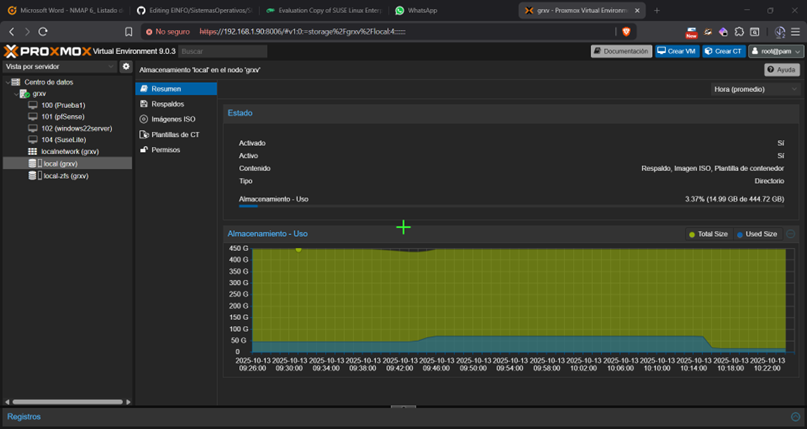 Microsoft Word - NMAP 6_ Listado d
Editing EINFO/SistemasOperativos/S
Evaluation Copy of SUSE Linux Enter
WhatsApp
grxv - Proxmox Virtual Environme
No seguro
https://192.168.1.90:8006/#v1:0:=storage%2Fgrxv%2Flocal:4::::::
New
PROXMOX Virtual Environment 9.0.3
Buscar
Documentación
Crear VM
Crear CT
root@pam
Vista por servidor
Almacenamiento 'local' en el nodo 'grxv'
Ayuda
Centro de datos
grxv
100 (Prueba1)
101 (pfSense)
102 (windows22server)
104 (SuseLite)
localnetwork (grxv)
local (grxv)
local-zfs (grxv)
Resumen
Respaldos
Imágenes ISO
Plantillas de CT
Permisos
Hora (promedio)
Estado
Activado Sí
Activo Sí
Contenido Respaldo, Imagen ISO, Plantilla de contenedor
Tipo Directorio
Almacenamiento - Uso 3.37% (14.99 GB de 444.72 GB)
Almacenamiento - Uso
Total Size
Used Size
450 G
400 G
350 G
300 G
250 G
200 G
150 G
100 G
50 G
0
2025-10-13 2025-10-13 2025-10-13 2025-10-13 2025-10-13 2025-10-13 2025-10-13 2025-10-13 2025-10-13 2025-10-13 2025-10-13 2025-10-13 2025-10-13 2025-10-13 2025-10-13
09:26:00 09:30:00 09:34:00 09:38:00 09:42:00 09:46:00 09:50:00 09:54:00 09:58:00 10:02:00 10:06:00 10:10:00 10:14:00 10:18:00 10:22:00
Registros